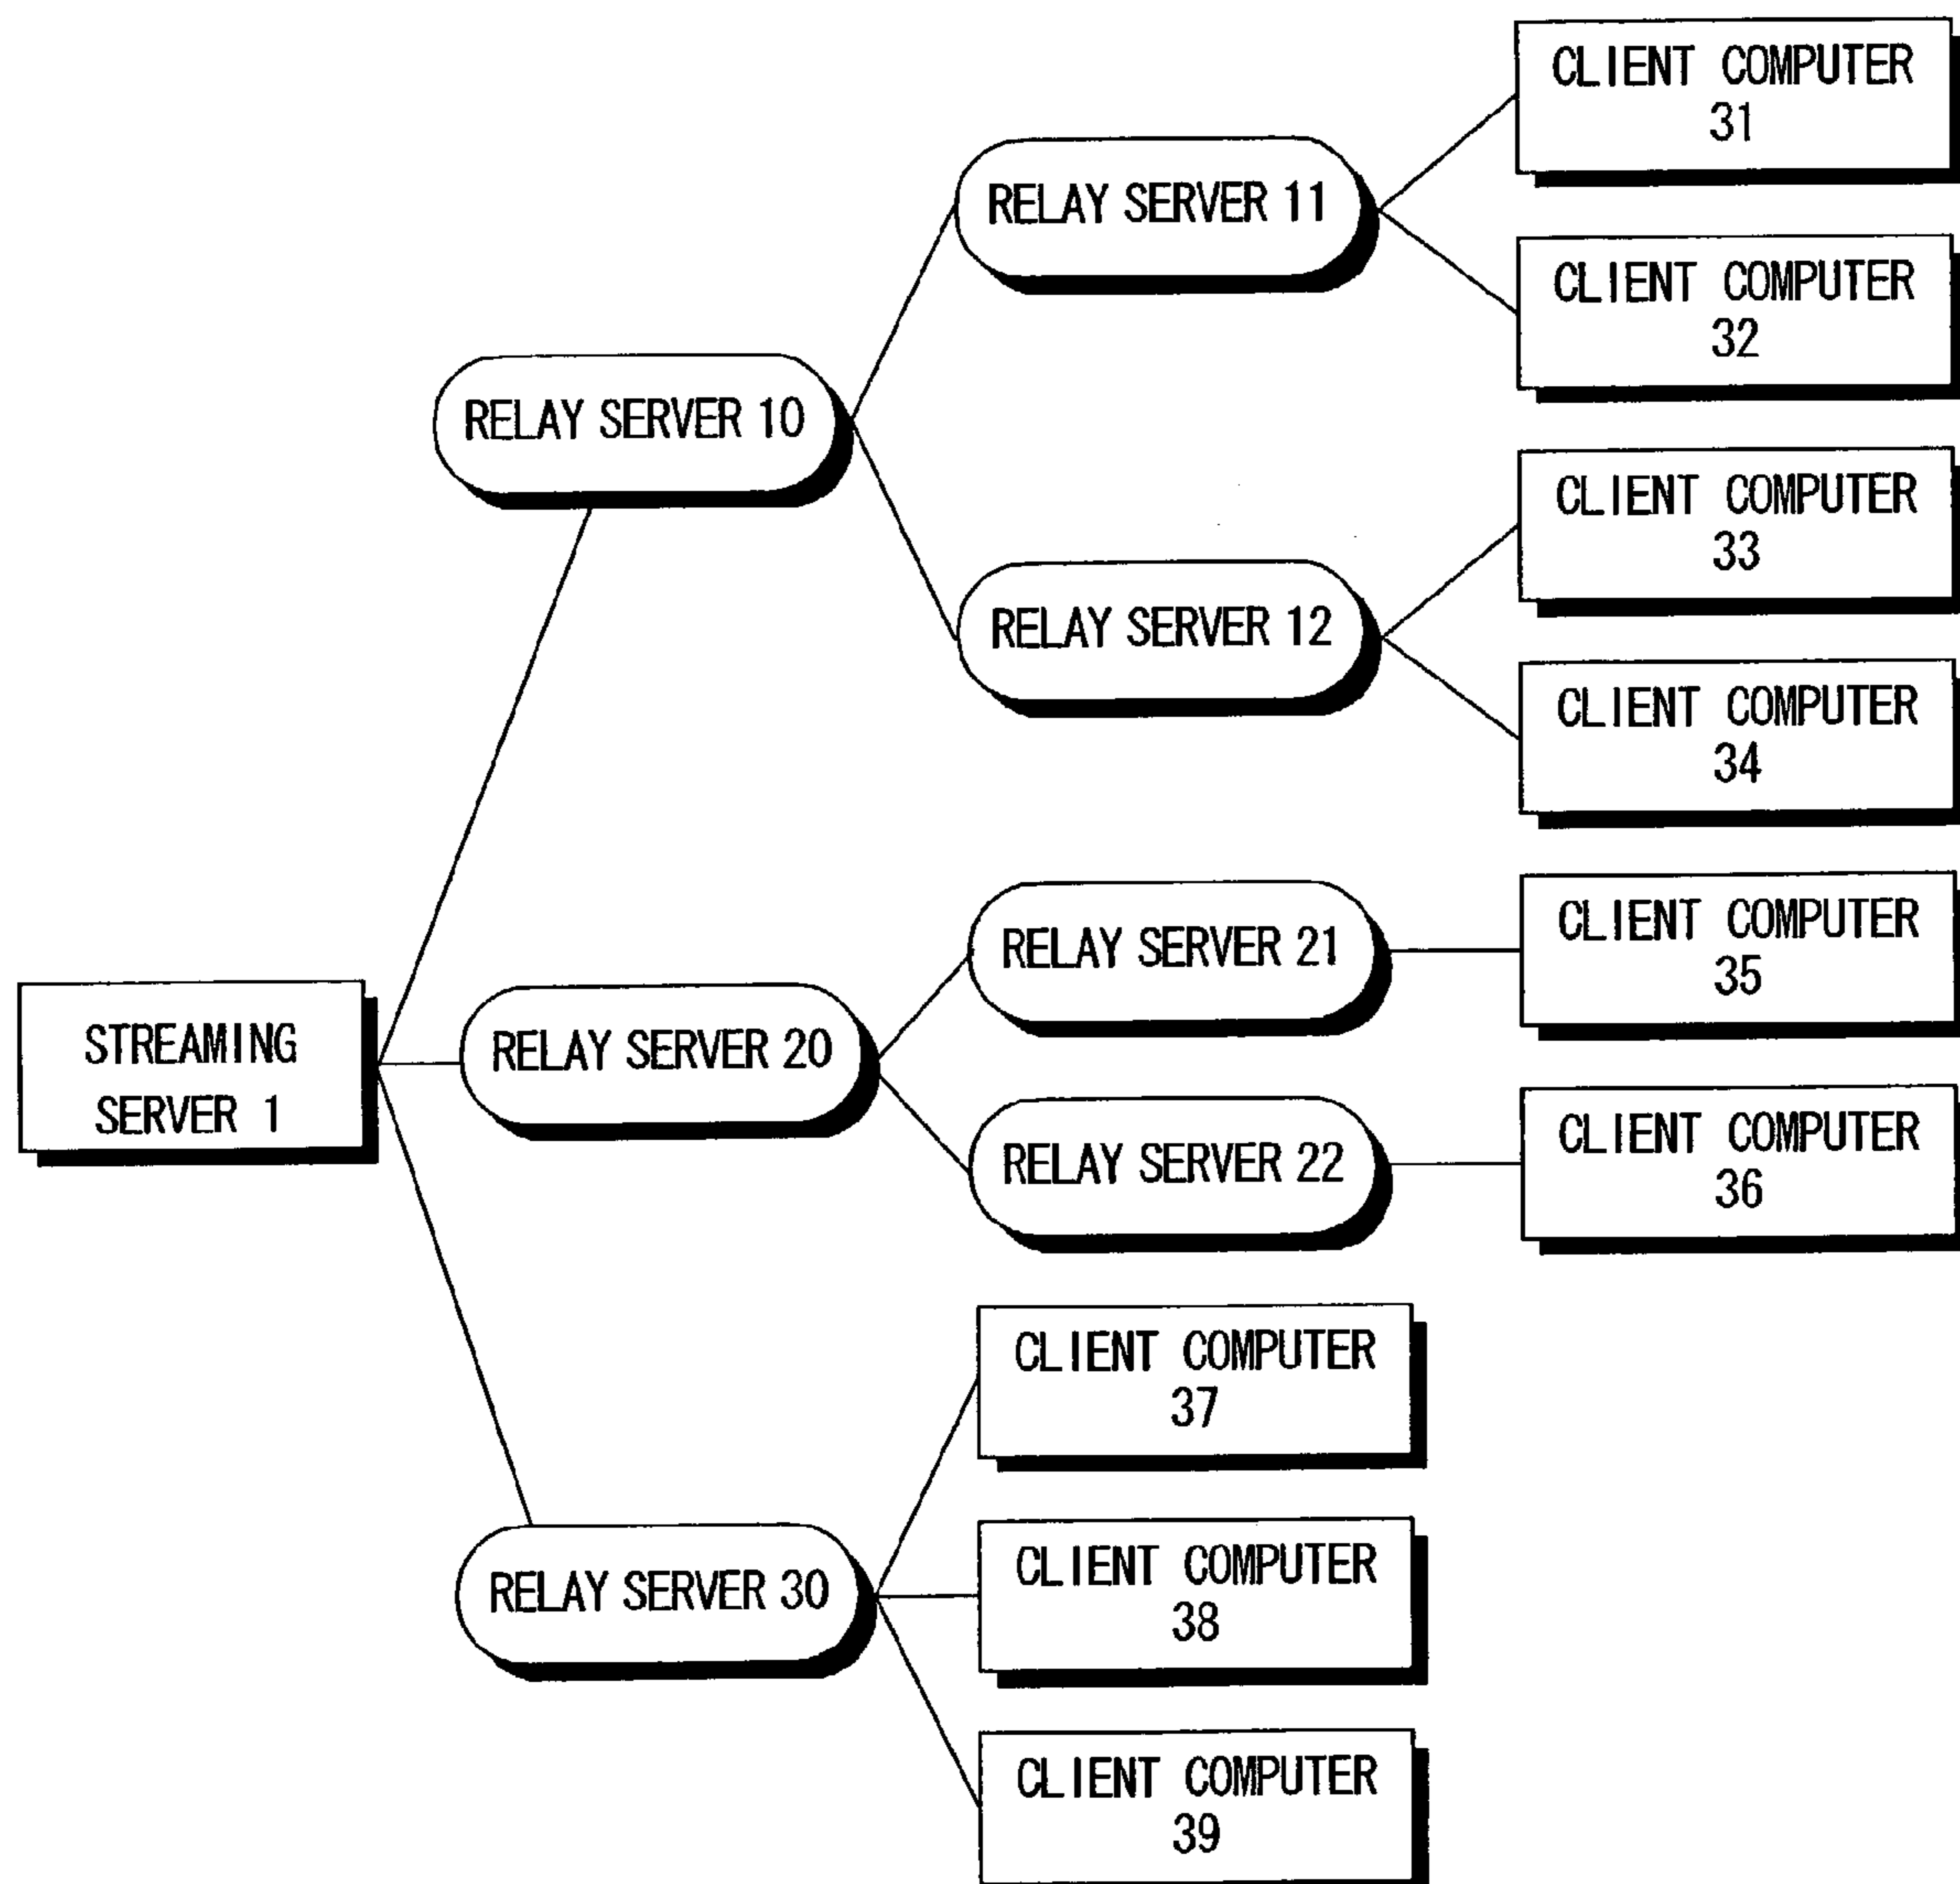 CLIENT COMPUTER
31
RELAY SERVER 11
CLIENT COMPUTER
32
RELAY SERVER 10
CLIENT COMPUTER
33
RELAY SERVER 12
CLIENT COMPUTER
34
RELAY SERVER 21
CLIENT COMPUTER
35
STREAMING
SERVER 1
RELAY SERVER 20
RELAY SERVER 22
CLIENT COMPUTER
36
CLIENT COMPUTER
37
RELAY SERVER 30
CLIENT COMPUTER
38
CLIENT COMPUTER
39